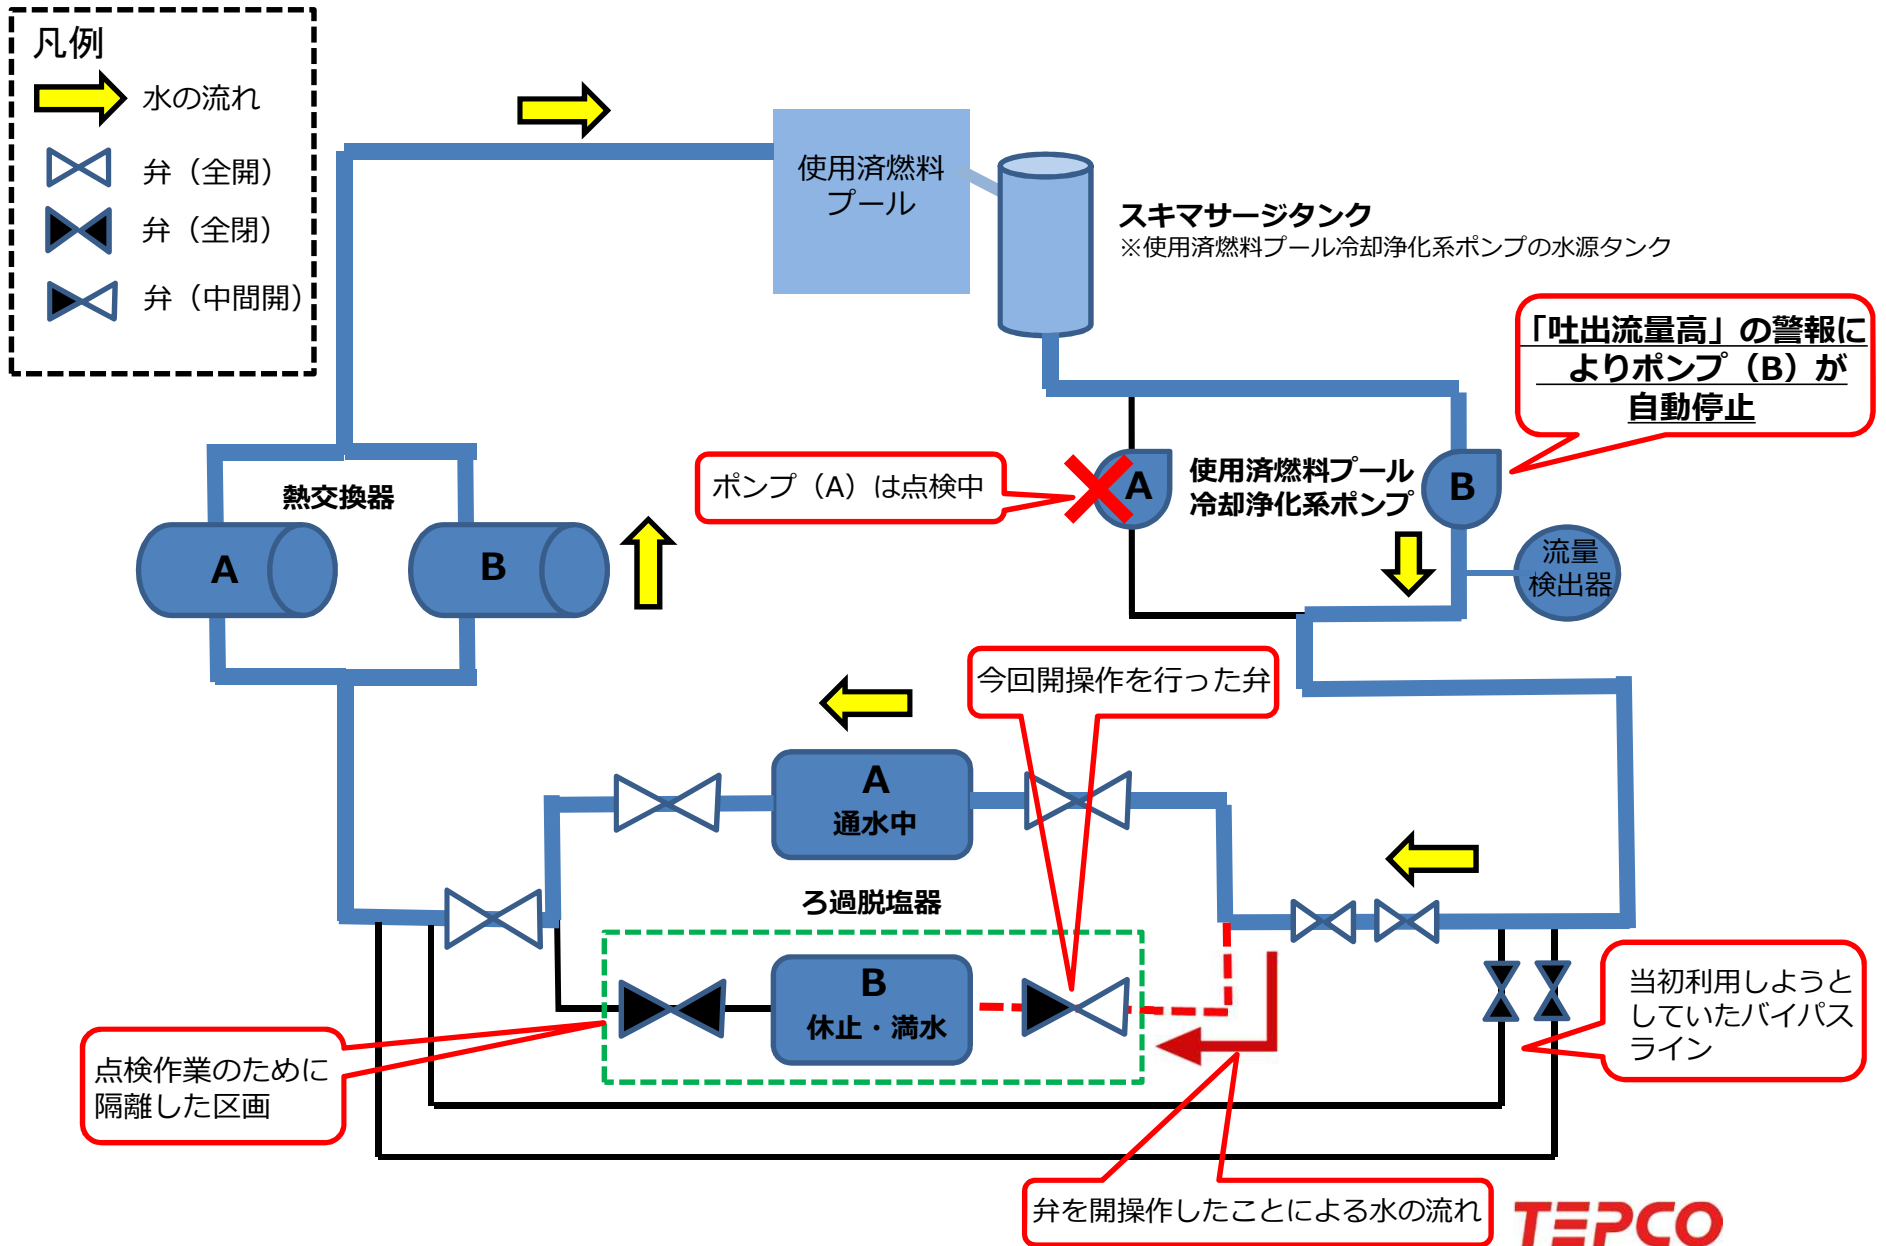 凡例
水の流れ
弁（全開）
弁（全閉）
弁（中間開）
使用済燃料
プール
スキマサージタンク
※使用済燃料プール冷却浄化系ポンプの水源タンク
「吐出流量高」の警報に
よりポンプ（B）が
自動停止
ポンプ（A）は点検中
A
使用済燃料プール
冷却浄化系ポンプ
B
流量
検出器
熱交換器
A
B
今回開操作を行った弁
A
通水中
ろ過脱塩器
B
休止・満水
点検作業のために
隔離した区画
当初利用しようと
していたバイパス
ライン
弁を開操作したことによる水の流れ
TEPCO